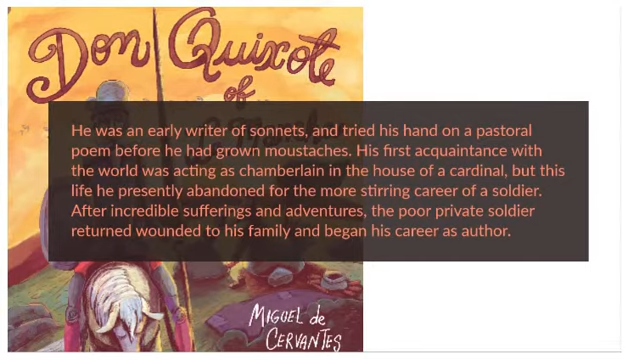 Don Quixote
of
He was an early writer of sonnets, and tried his hand on a pastoral
poem before he had grown moustaches. His first acquaintance with
the world was acting as chamberlain in the house of a cardinal, but this
life he presently abandoned for the more stirring career of a soldier.
After incredible sufferings and adventures, the poor private soldier
returned wounded to his family and began his career as author.
MIGUEL de
CERVANTES